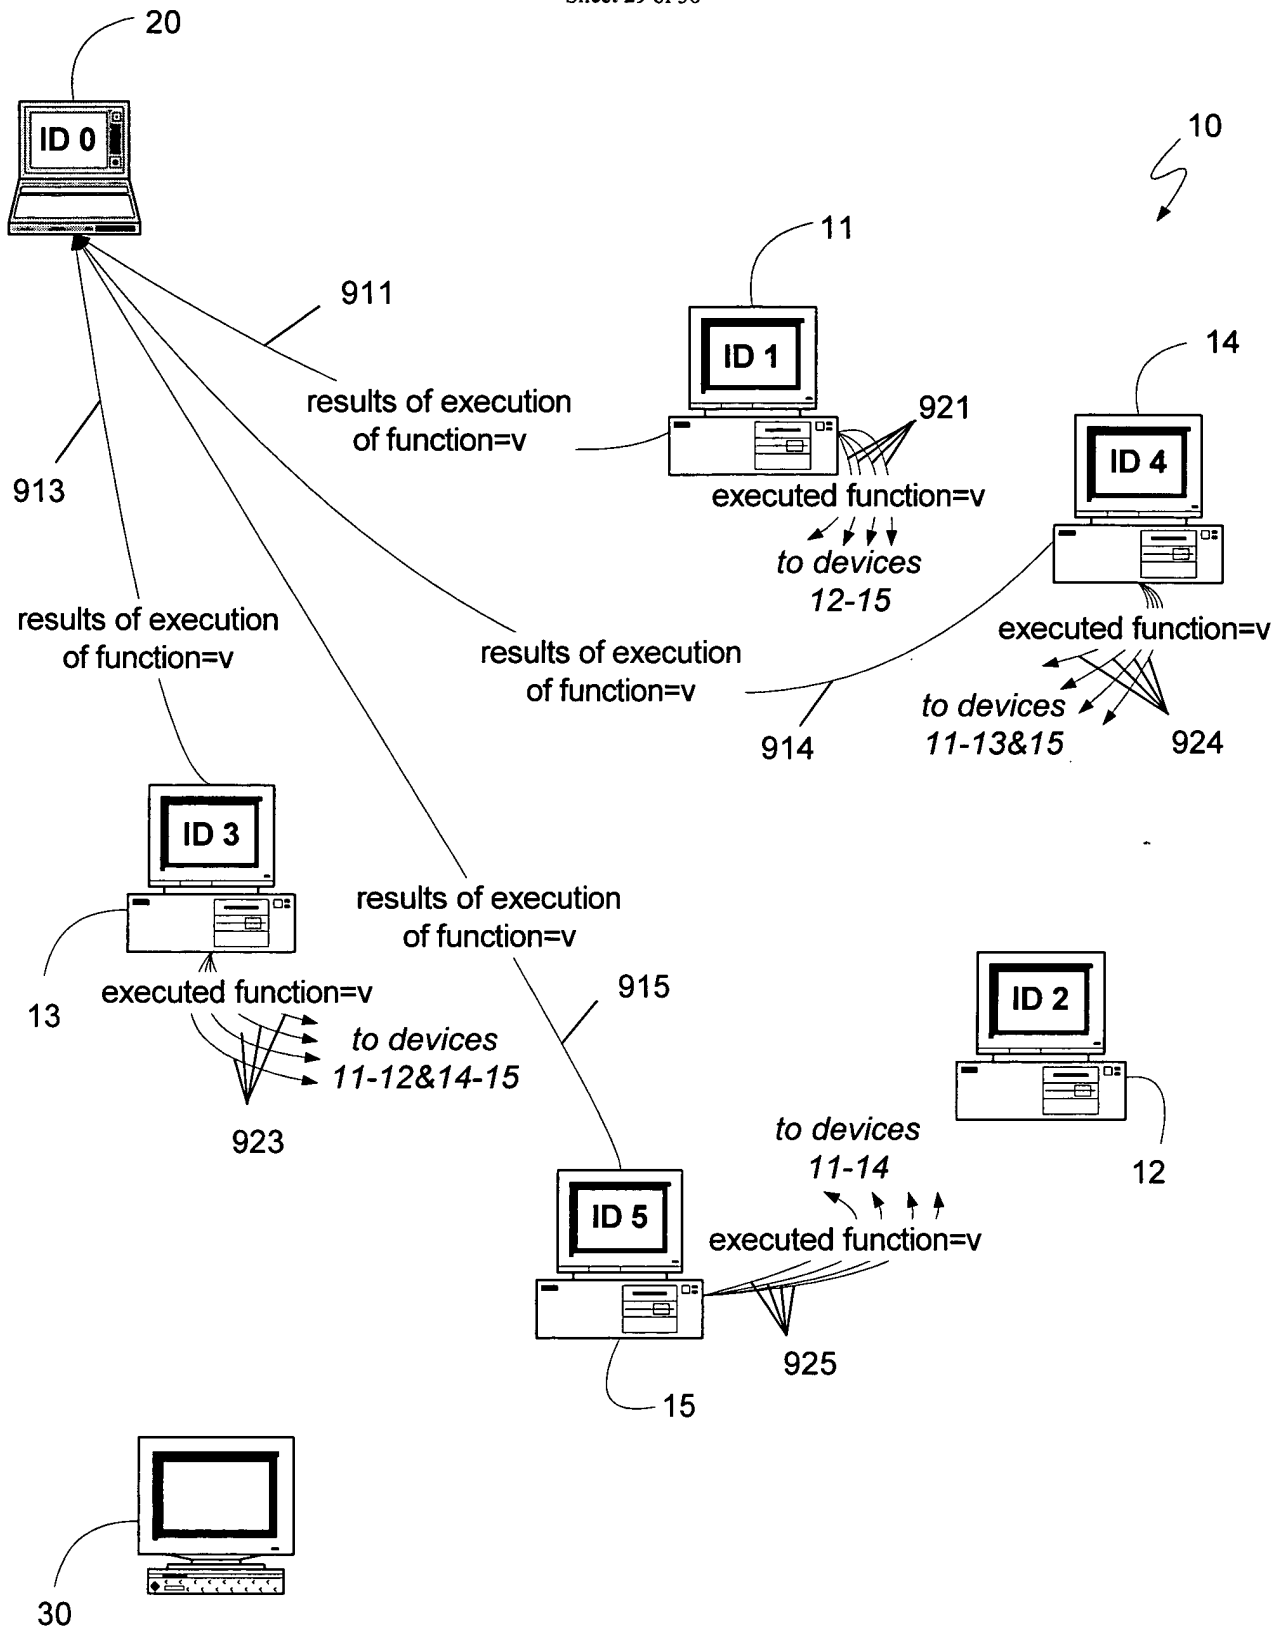 20
ID 0
10
11
911
ID 1
14
results of execution
of function=v
921
ID 4
913
executed function=v
to devices
12-15
results of execution
of function=v
executed function=v
results of execution
of function=v
to devices
11-13&15
914
924
ID 3
results of execution
of function=v
915
executed function=v
13
ID 2
to devices
11-12&14-15
923
to devices
11-14
12
ID 5
executed function=v
925
15
30